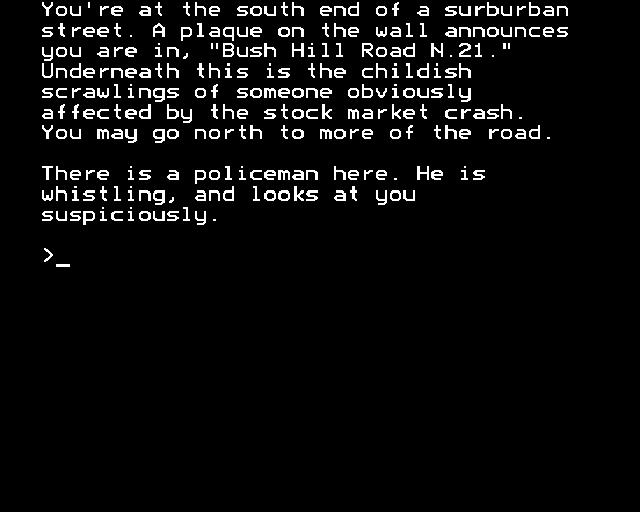 You're at the south end of a surburban
street. A plaque on the wall announces
you are in, "Bush Hill Road N.21."
Underneath this is the childish
scrawlings of someone obviously
affected by the stock market crash.
You may go north to more of the road.
There is a policeman here. He is
whistling, and looks at you
suspiciously.
>_